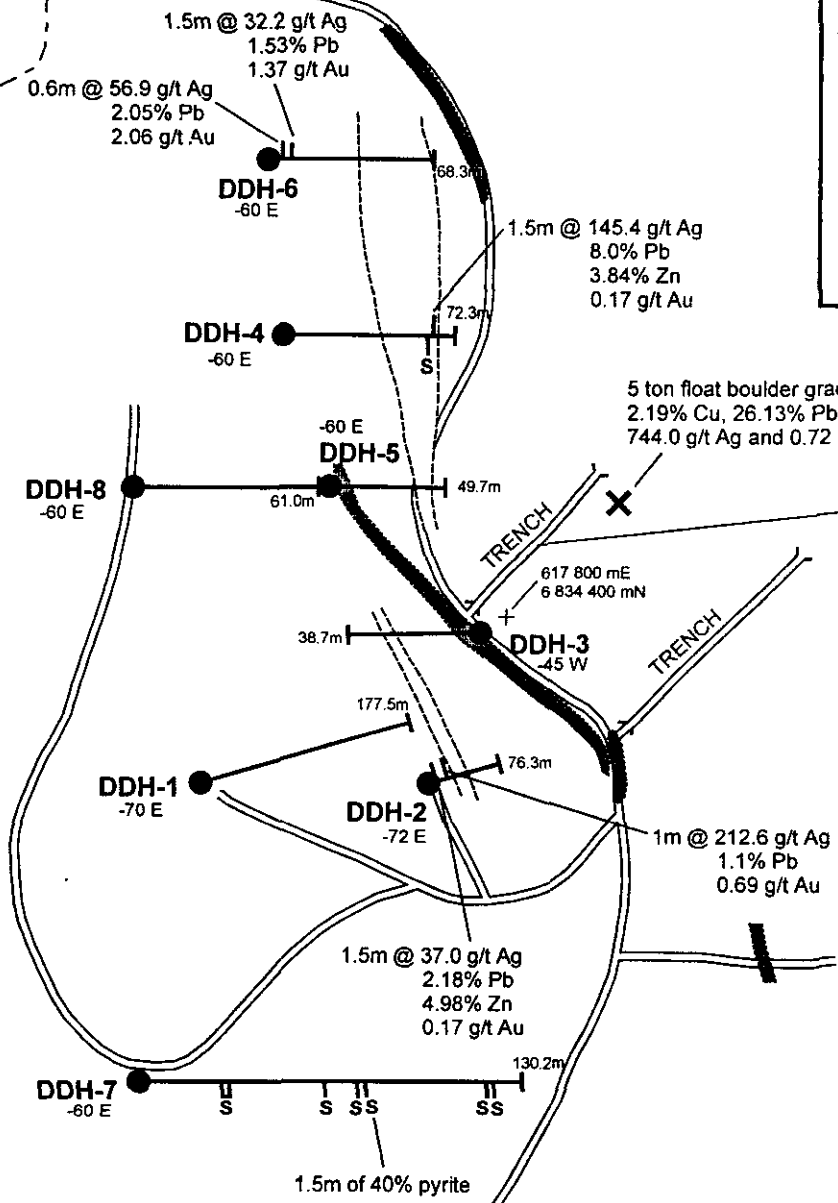 1.5m @ 32.2 g/t Ag
1.53% Pb
1.37 g/t Au
0.6m @ 56.9 g/t Ag
2.05% Pb
2.06 g/t Au
68.3m
DDH-6
-60 E
1.5m @ 145.4 g/t Ag
8.0% Pb
3.84% Zn
0.17 g/t Au
72.3m
DDH-4
-60 E
S
5 ton float boulder
2.19% Cu, 26.13% Pb
744.0 g/t Ag and 0.72
-60 E
DDH-5
DDH-8
-60 E
61.0m
49.7m
TRENCH
617 800 mE
6 834 400 mN
38.7m
DDH-3
-45 W
TRENCH
177.5m
76.3m
DDH-1
-70 E
DDH-2
-72 E
1m @ 212.6 g/t Ag
1.1% Pb
0.69 g/t Au
1.5m @ 37.0 g/t Ag
2.18% Pb
4.98% Zn
0.17 g/t Au
130.2m
DDH-7
-60 E
S S SS SS
1.5m of 40% pyrite